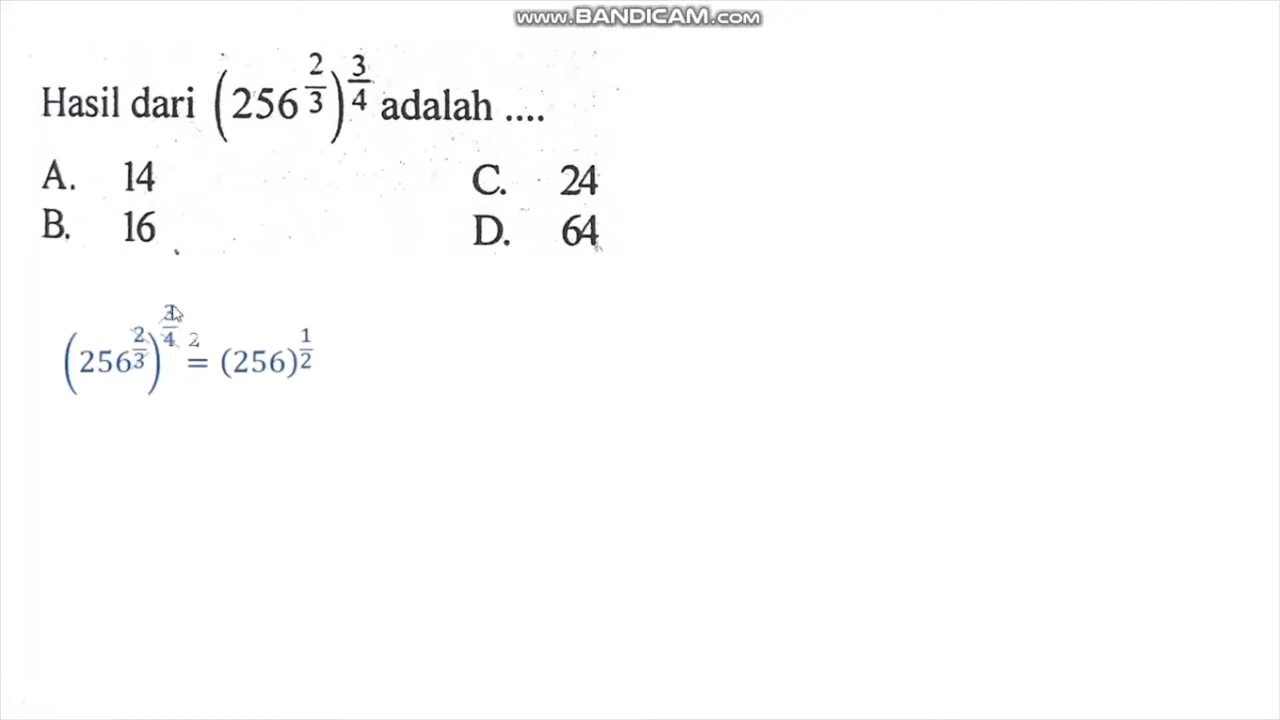 www.BANDICAM.com
Hasil dari (256^(2/3))^(3/4) adalah ....
A. 14
C. 24
B. 16
D. 64
(256^(2/3))^(3/4) 2 = (256)^(1/2)